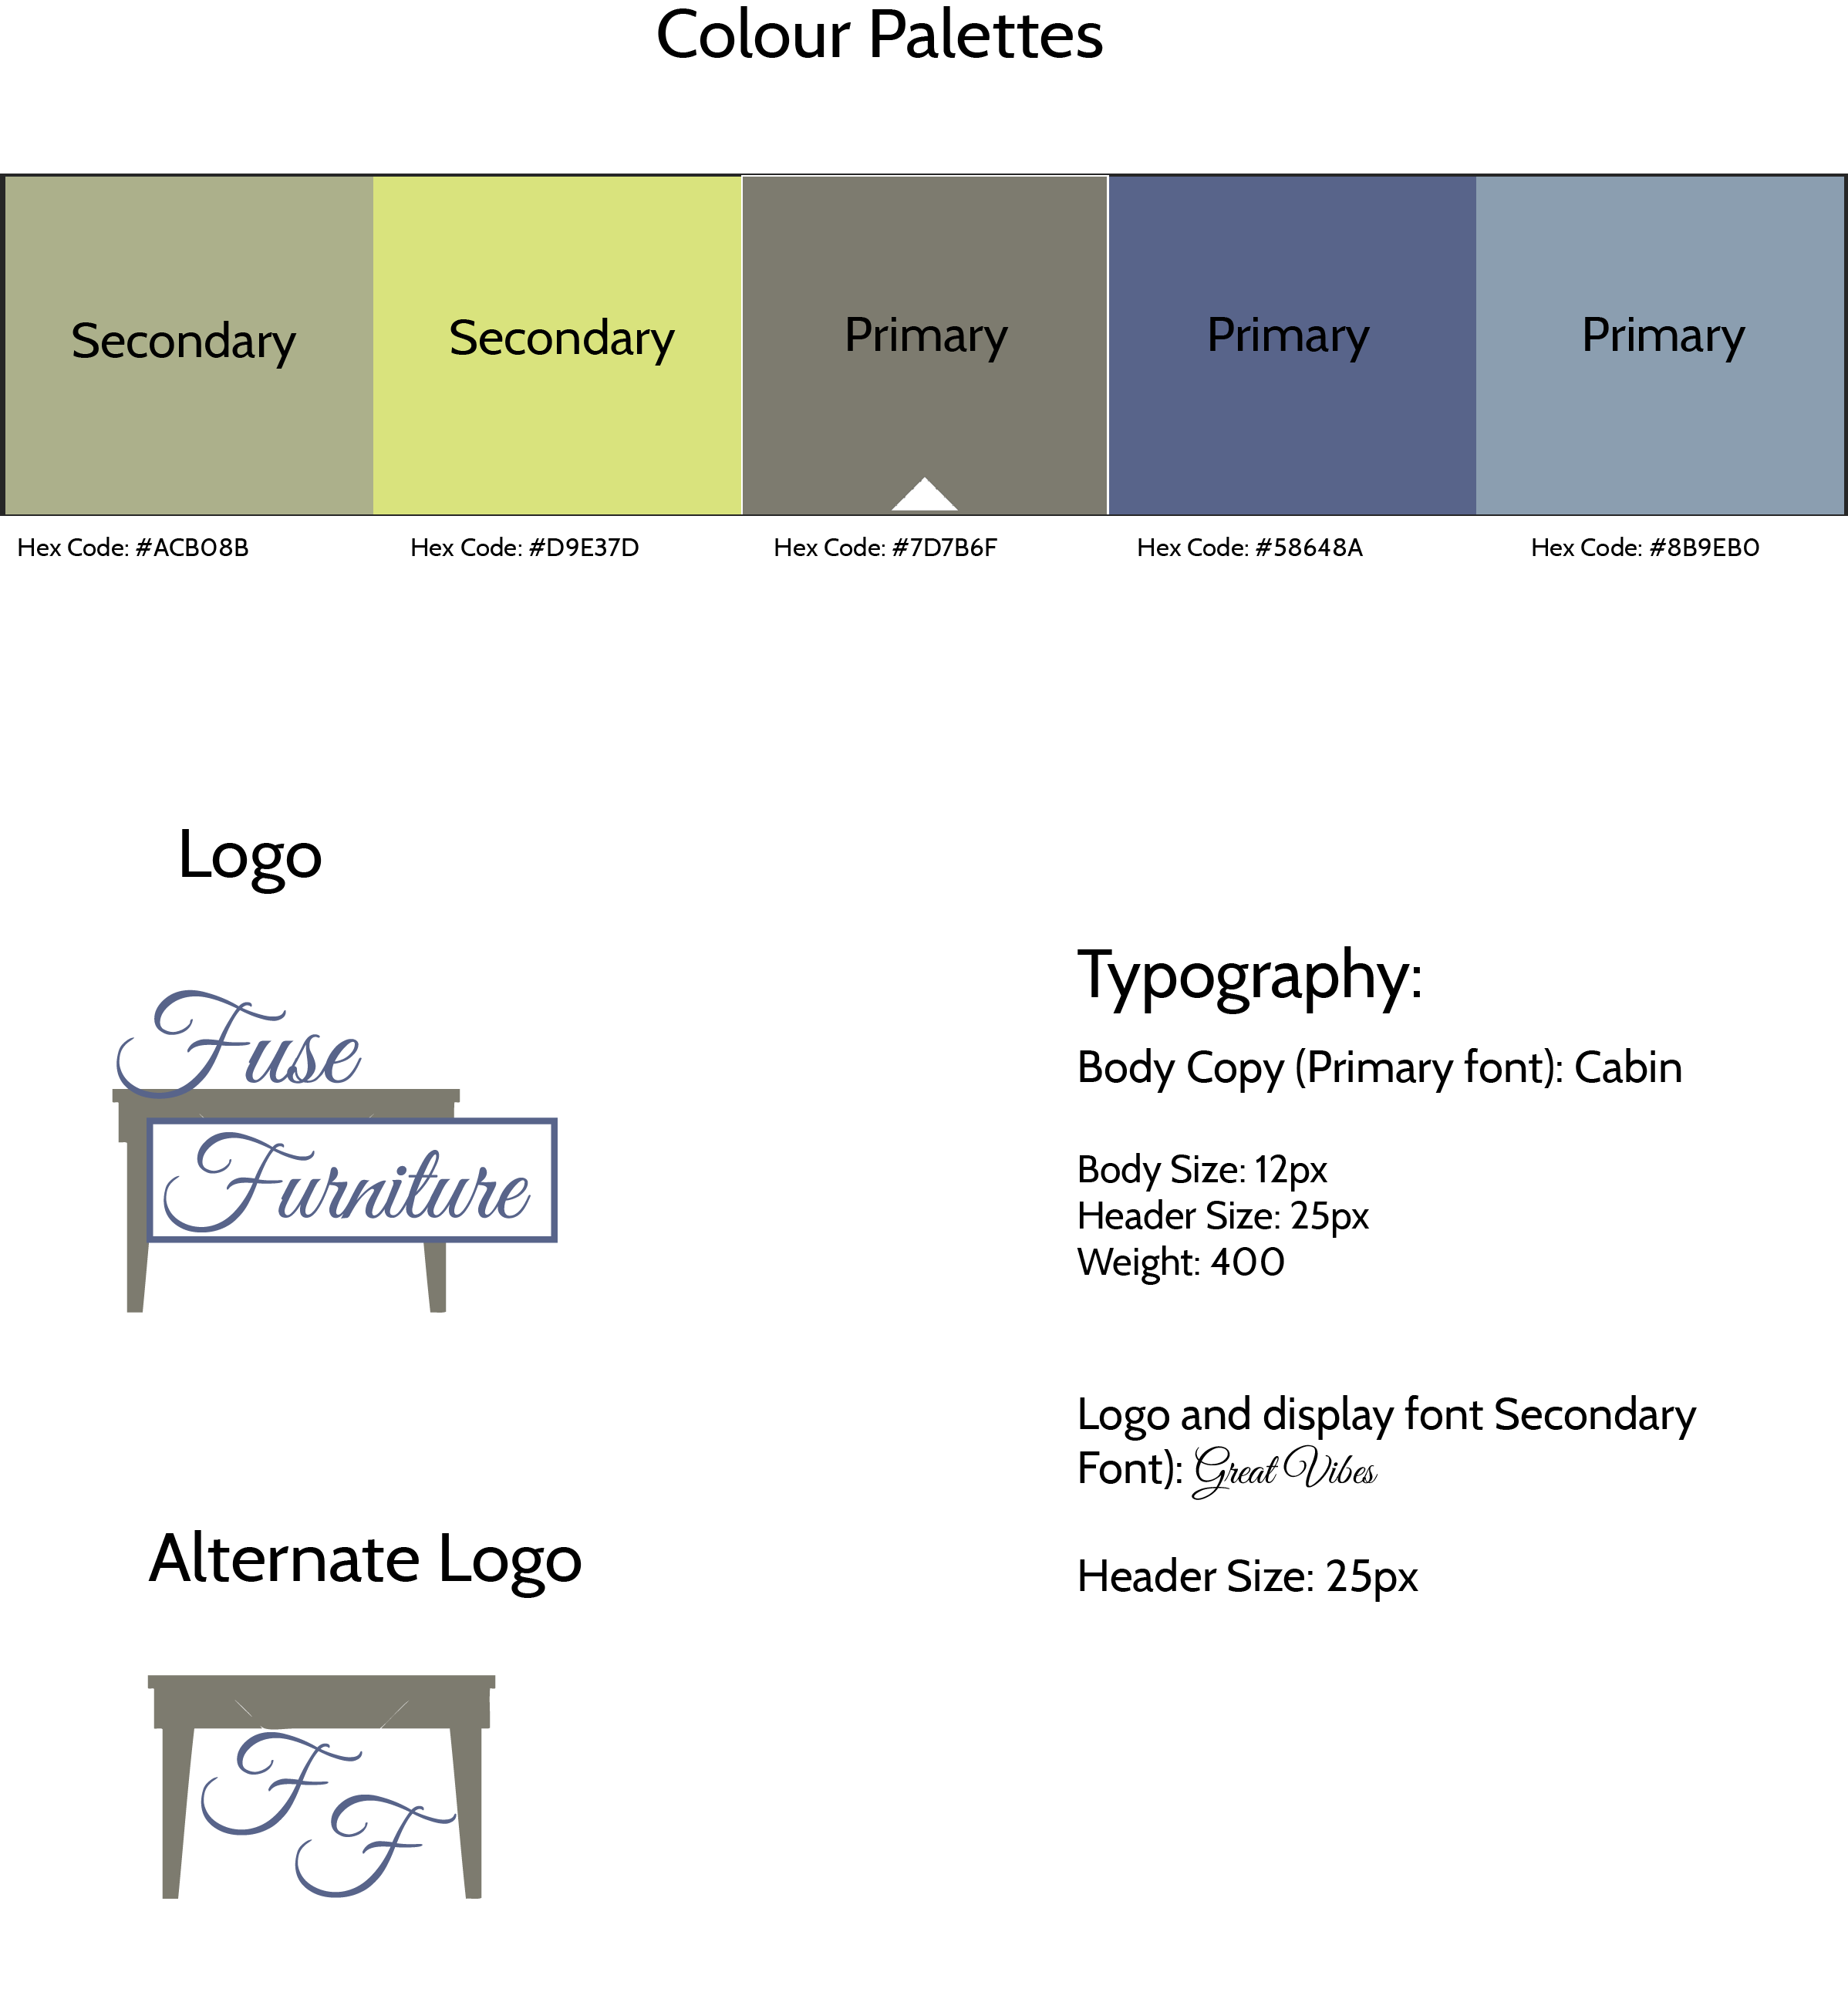 Colour Palettes
Secondary
Secondary
Primary
Primary
Primary
Hex Code: #ACB08B
Hex Code: #D9E37D
Hex Code: #7D7B6F
Hex Code: #58648A
Hex Code: #8B9EB0
Logo
Fuse
Furniture
Typography:
Body Copy (Primary font): Cabin
Body Size: 12px
Header Size: 25px
Weight: 400
Logo and display font Secondary
Font): Great Vibes
Header Size: 25px
Alternate Logo
F
F